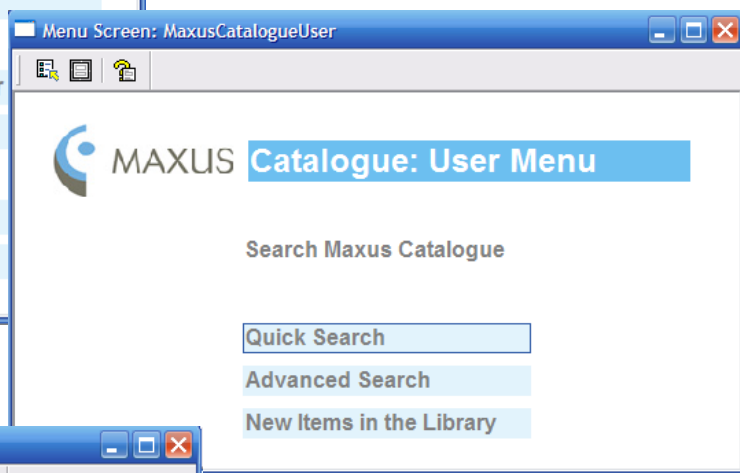 Menu Screen: MaxusCatalogueUser
MAXUS Catalogue: User Menu
Search Maxus Catalogue
Quick Search
Advanced Search
New Items in the Library